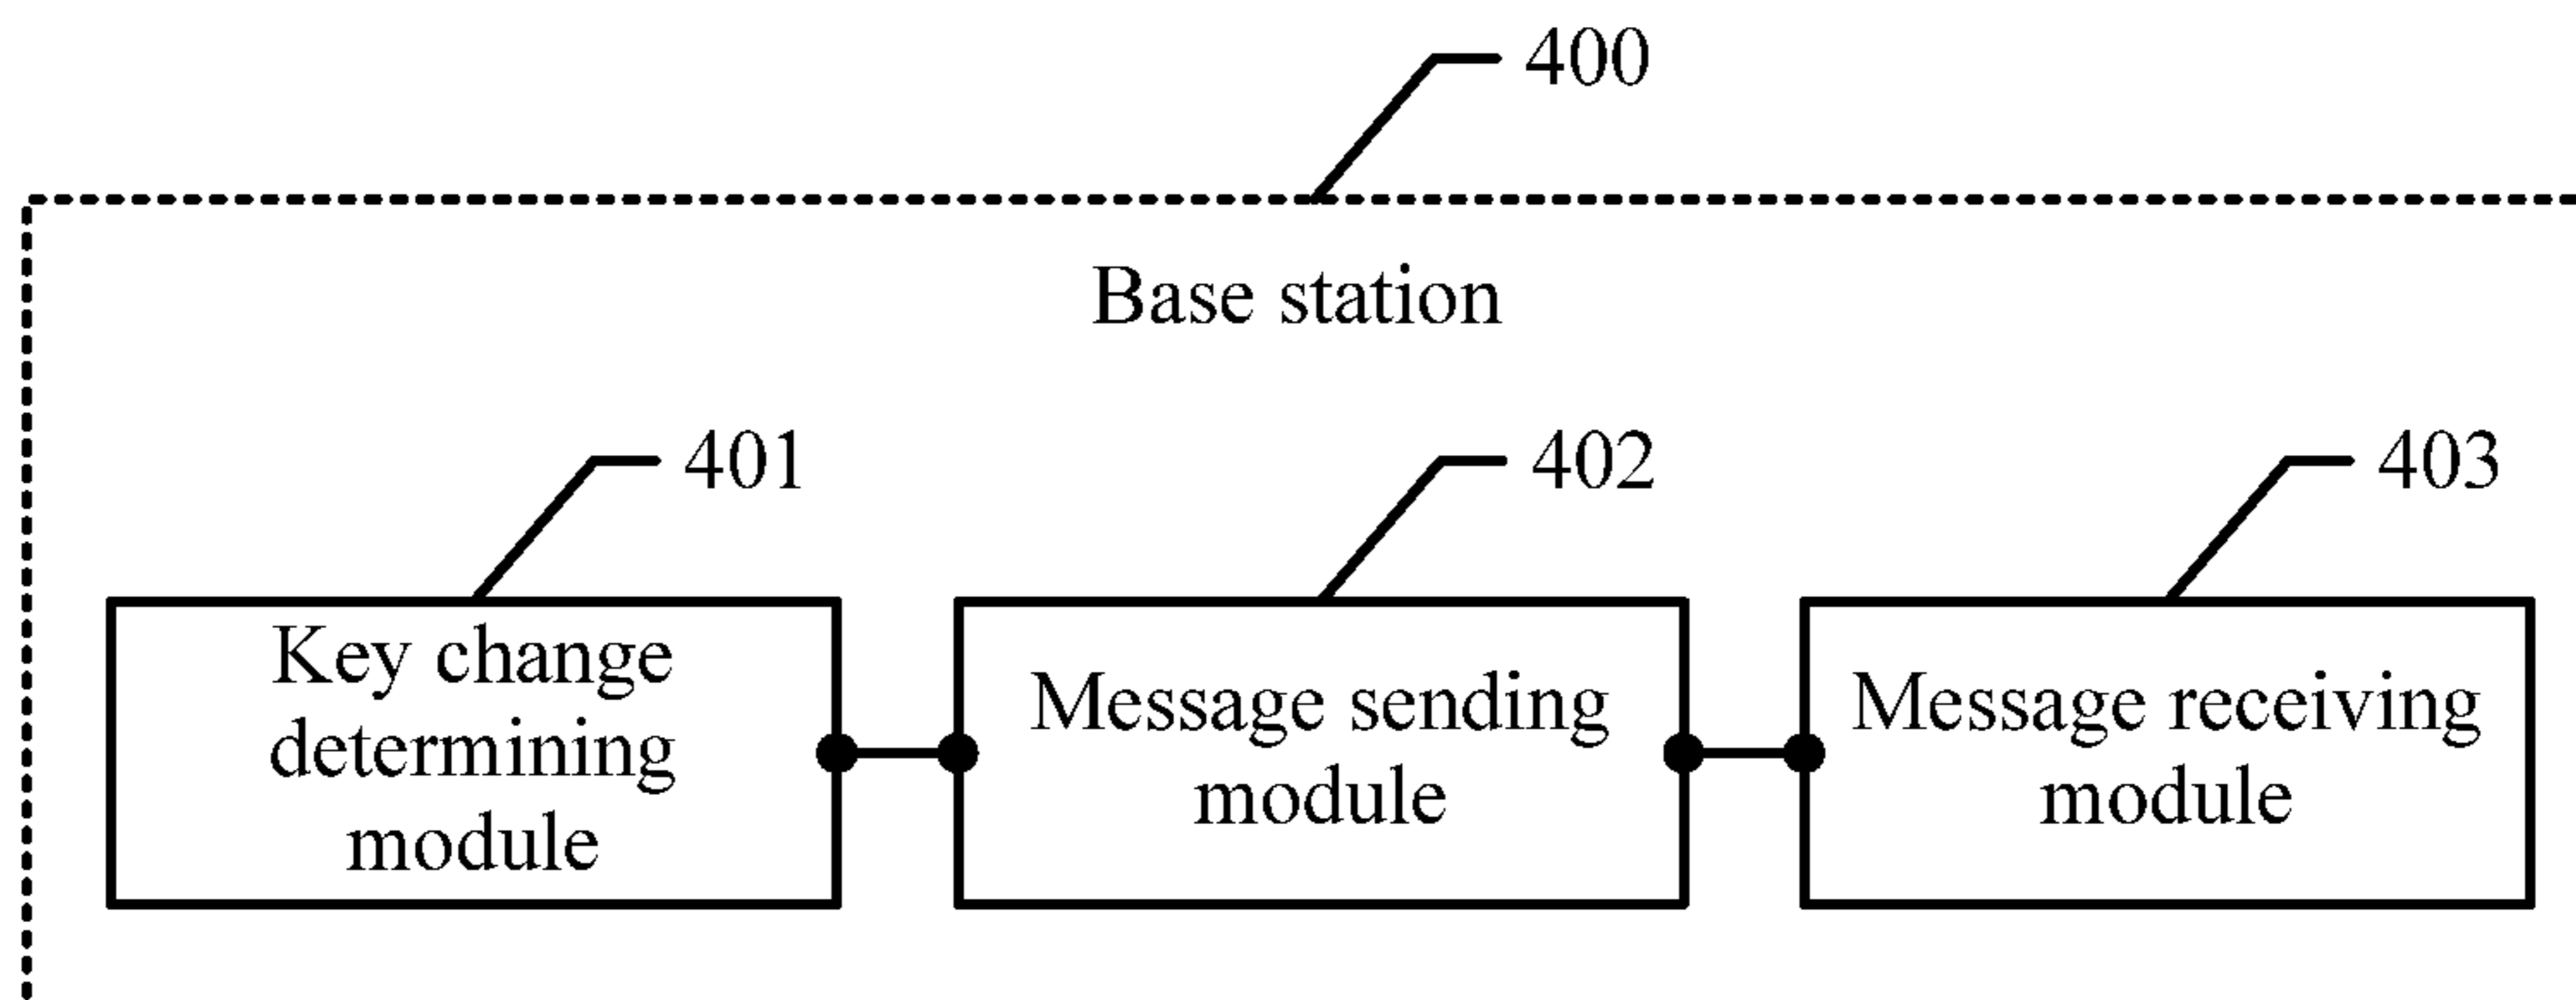 400
Base station
401
402
403
Key change
determining
module
Message sending
module
Message receiving
module